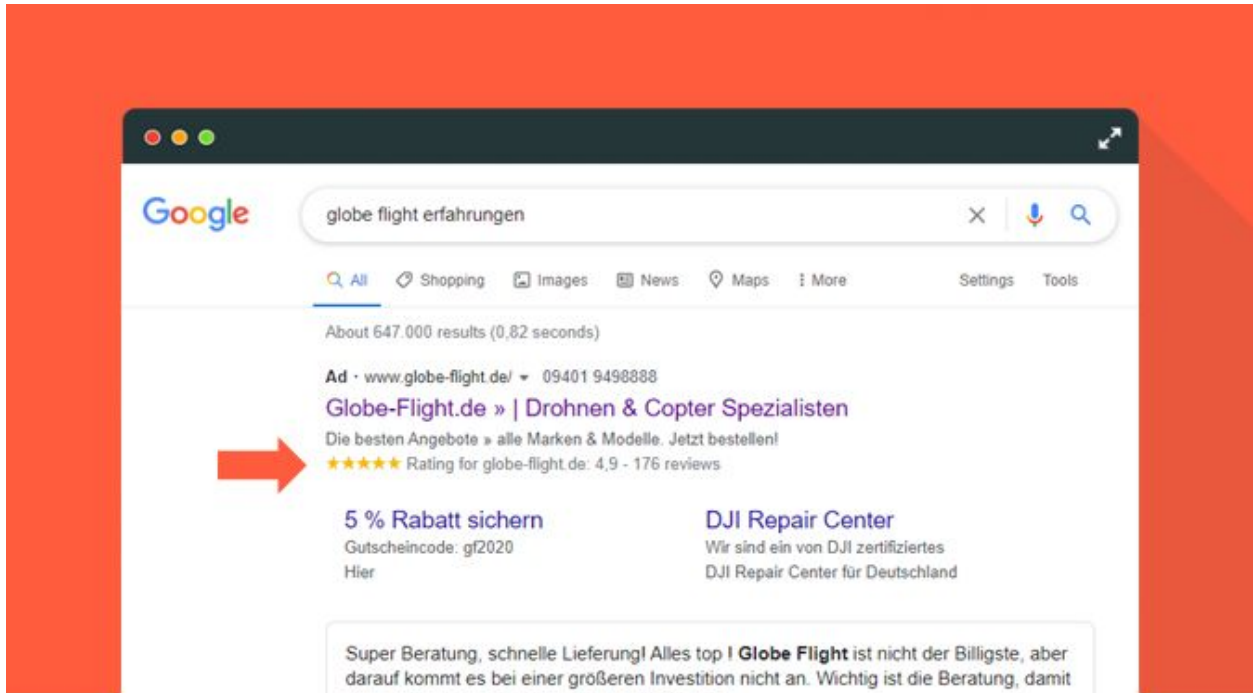 Google
globe flight erfahrungen
All Shopping Images News Maps More Settings Tools
About 647.000 results (0,82 seconds)
Ad · www.globe-flight.de/ 09401 9498888
Globe-Flight.de » | Drohnen & Copter Spezialisten
Die besten Angebote » alle Marken & Modelle. Jetzt bestellen!
Rating for globe-flight.de: 4,9 - 176 reviews
5 % Rabatt sichern
Gutscheincode: gf2020
Hier
DJI Repair Center
Wir sind ein von DJI zertifiziertes
DJI Repair Center für Deutschland
Super Beratung, schnelle Lieferung! Alles top ! Globe Flight ist nicht der Billigste, aber
darauf kommt es bei einer größeren Investition nicht an. Wichtig ist die Beratung, damit